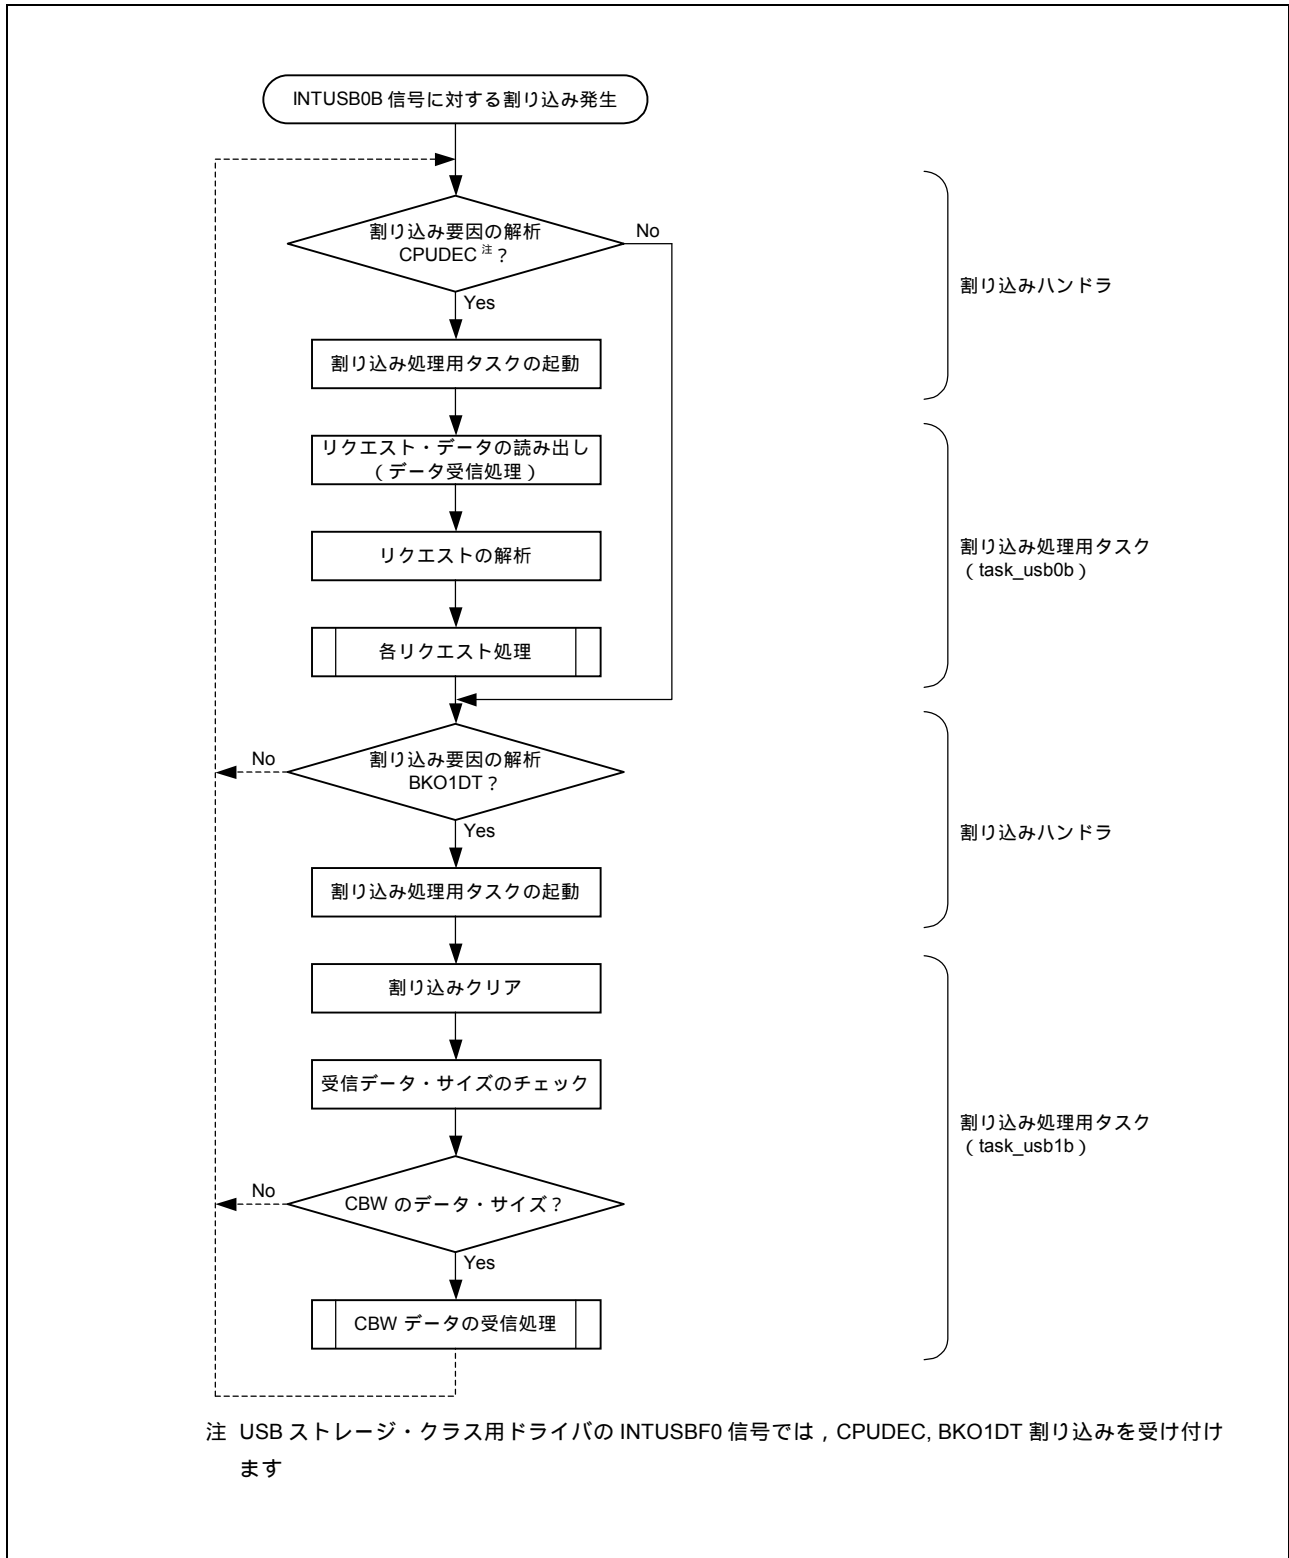 INTUSB0B 信号に対する割り込み発生
割り込み要因の解析
CPUDEC 注 ?
No
Yes
割り込みハンドラ
割り込み処理用タスクの起動
リクエスト・データの読み出し
(データ受信処理)
リクエストの解析
割り込み処理用タスク
(task_usb0b)
各リクエスト処理
割り込み要因の解析
BKO1DT ?
No
Yes
割り込みハンドラ
割り込み処理用タスクの起動
割り込みクリア
受信データ・サイズのチェック
割り込み処理用タスク
(task_usb1b)
CBW のデータ・サイズ?
No
Yes
CBW データの受信処理
注 USB ストレージ・クラス用ドライバの INTUSBF0 信号では,CPUDEC, BKO1DT 割り込みを受け付け
ます